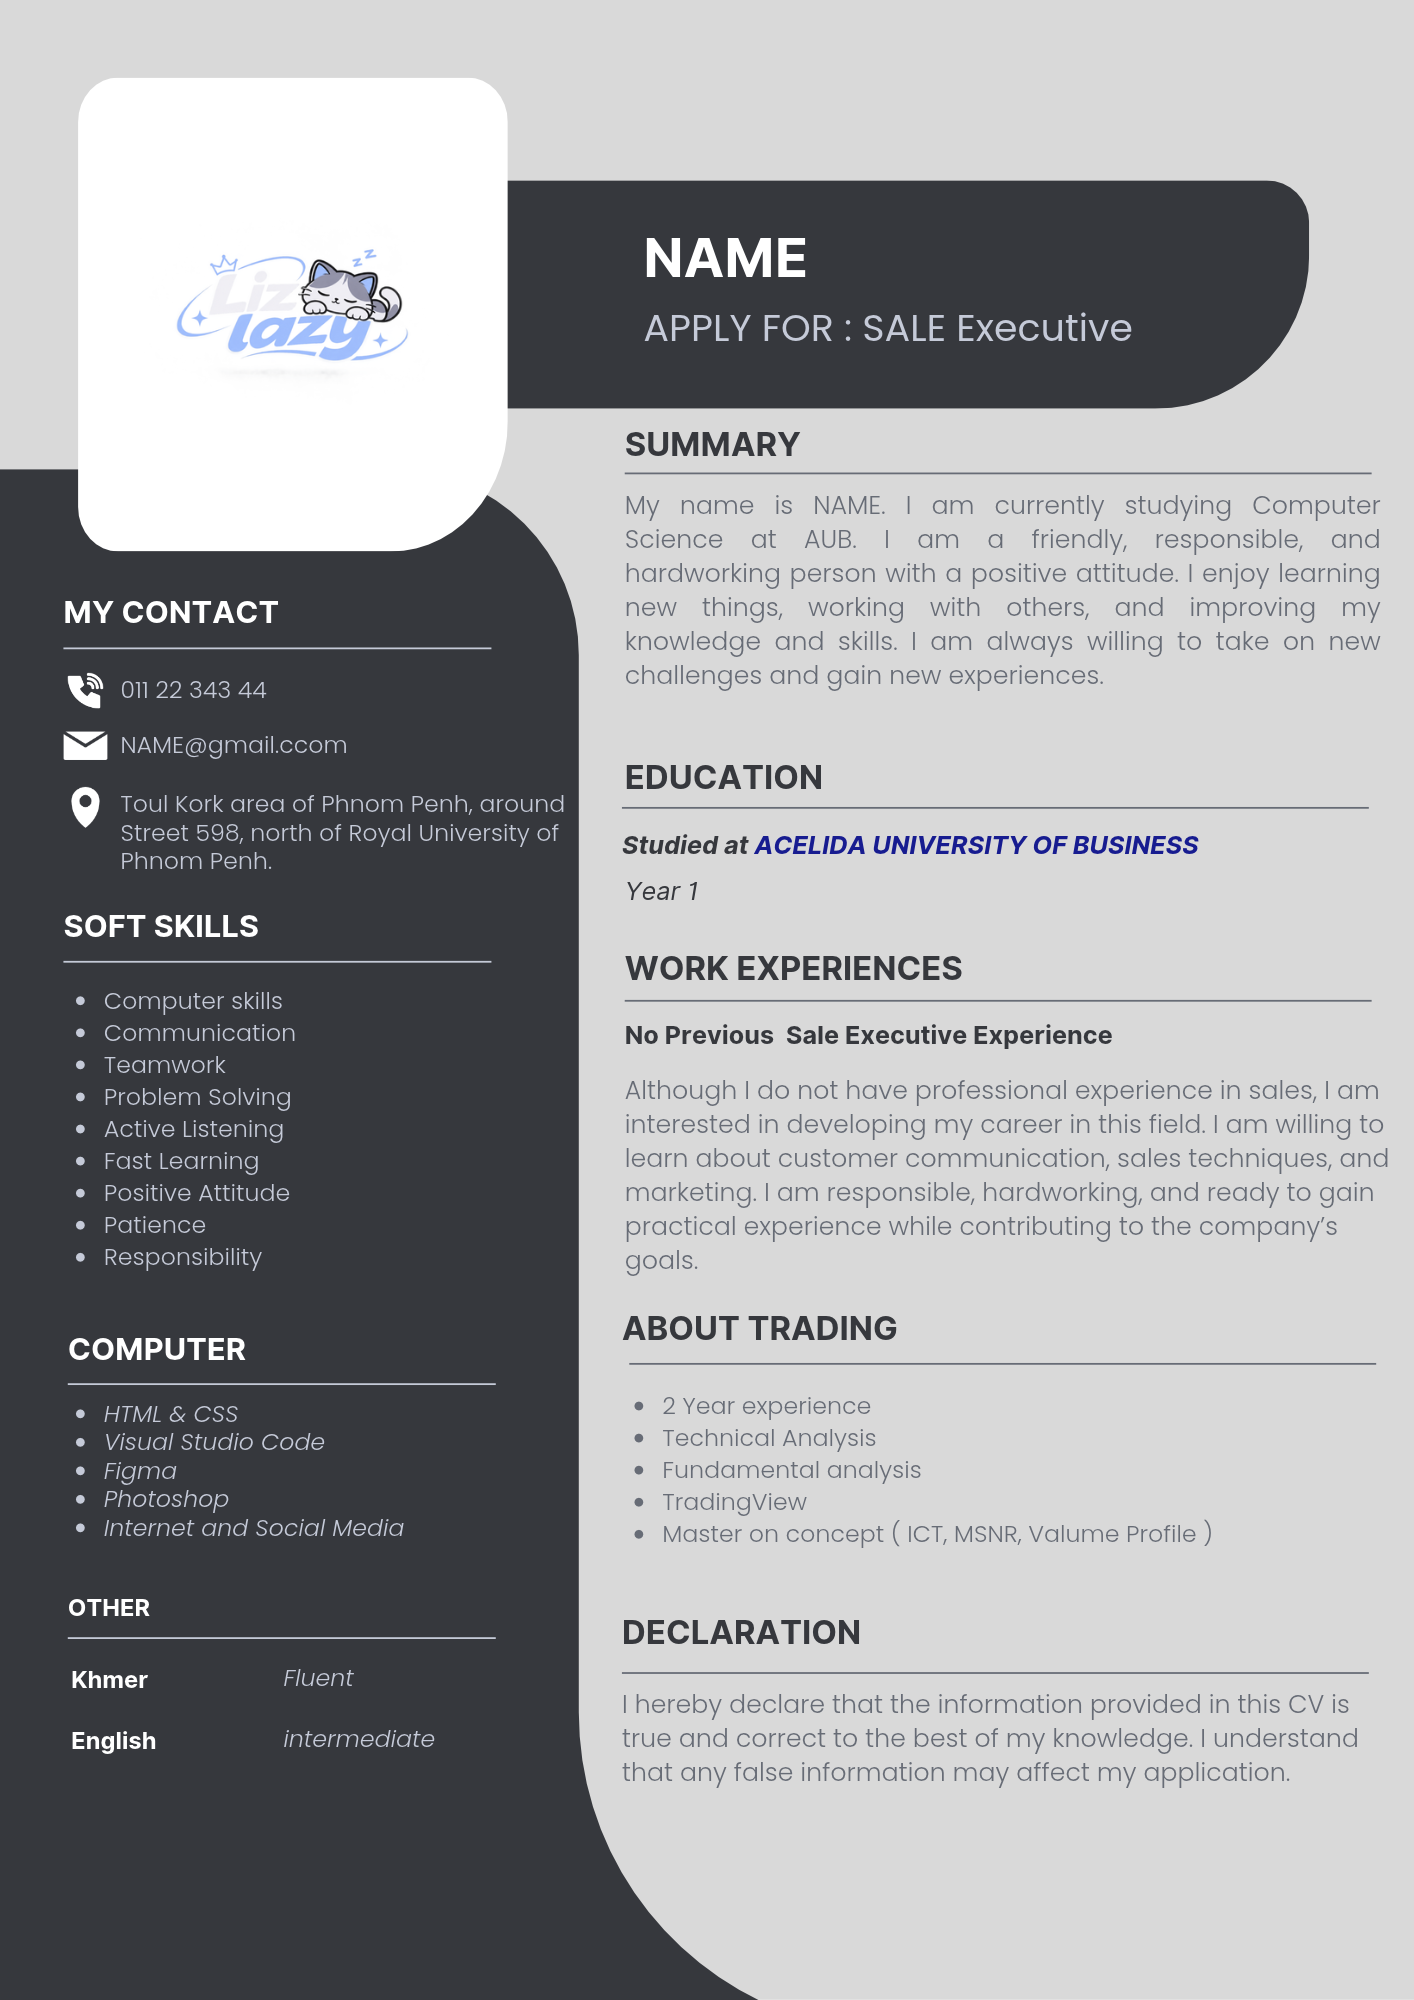 Liz
lazy
z z
NAME
APPLY FOR : SALE Executive
MY CONTACT
011 22 343 44
NAME@gmail.ccom
Toul Kork area of Phnom Penh, around
Street 598, north of Royal University of
Phnom Penh.
SOFT SKILLS
Computer skills
Communication
Teamwork
Problem Solving
Active Listening
Fast Learning
Positive Attitude
Patience
Responsibility
COMPUTER
HTML & CSS
Visual Studio Code
Figma
Photoshop
Internet and Social Media
OTHER
Khmer Fluent
English intermediate
SUMMARY
My name is NAME. I am currently studying Computer
Science at AUB. I am a friendly, responsible, and
hardworking person with a positive attitude. I enjoy learning
new things, working with others, and improving my
knowledge and skills. I am always willing to take on new
challenges and gain new experiences.
EDUCATION
Studied at ACELIDA UNIVERSITY OF BUSINESS
Year 1
WORK EXPERIENCES
No Previous  Sale Executive Experience
Although I do not have professional experience in sales, I am
interested in developing my career in this field. I am willing to
learn about customer communication, sales techniques, and
marketing. I am responsible, hardworking, and ready to gain
practical experience while contributing to the company’s
goals.
ABOUT TRADING
2 Year experience
Technical Analysis
Fundamental analysis
TradingView
Master on concept ( ICT, MSNR, Valume Profile )
DECLARATION
I hereby declare that the information provided in this CV is
true and correct to the best of my knowledge. I understand
that any false information may affect my application.